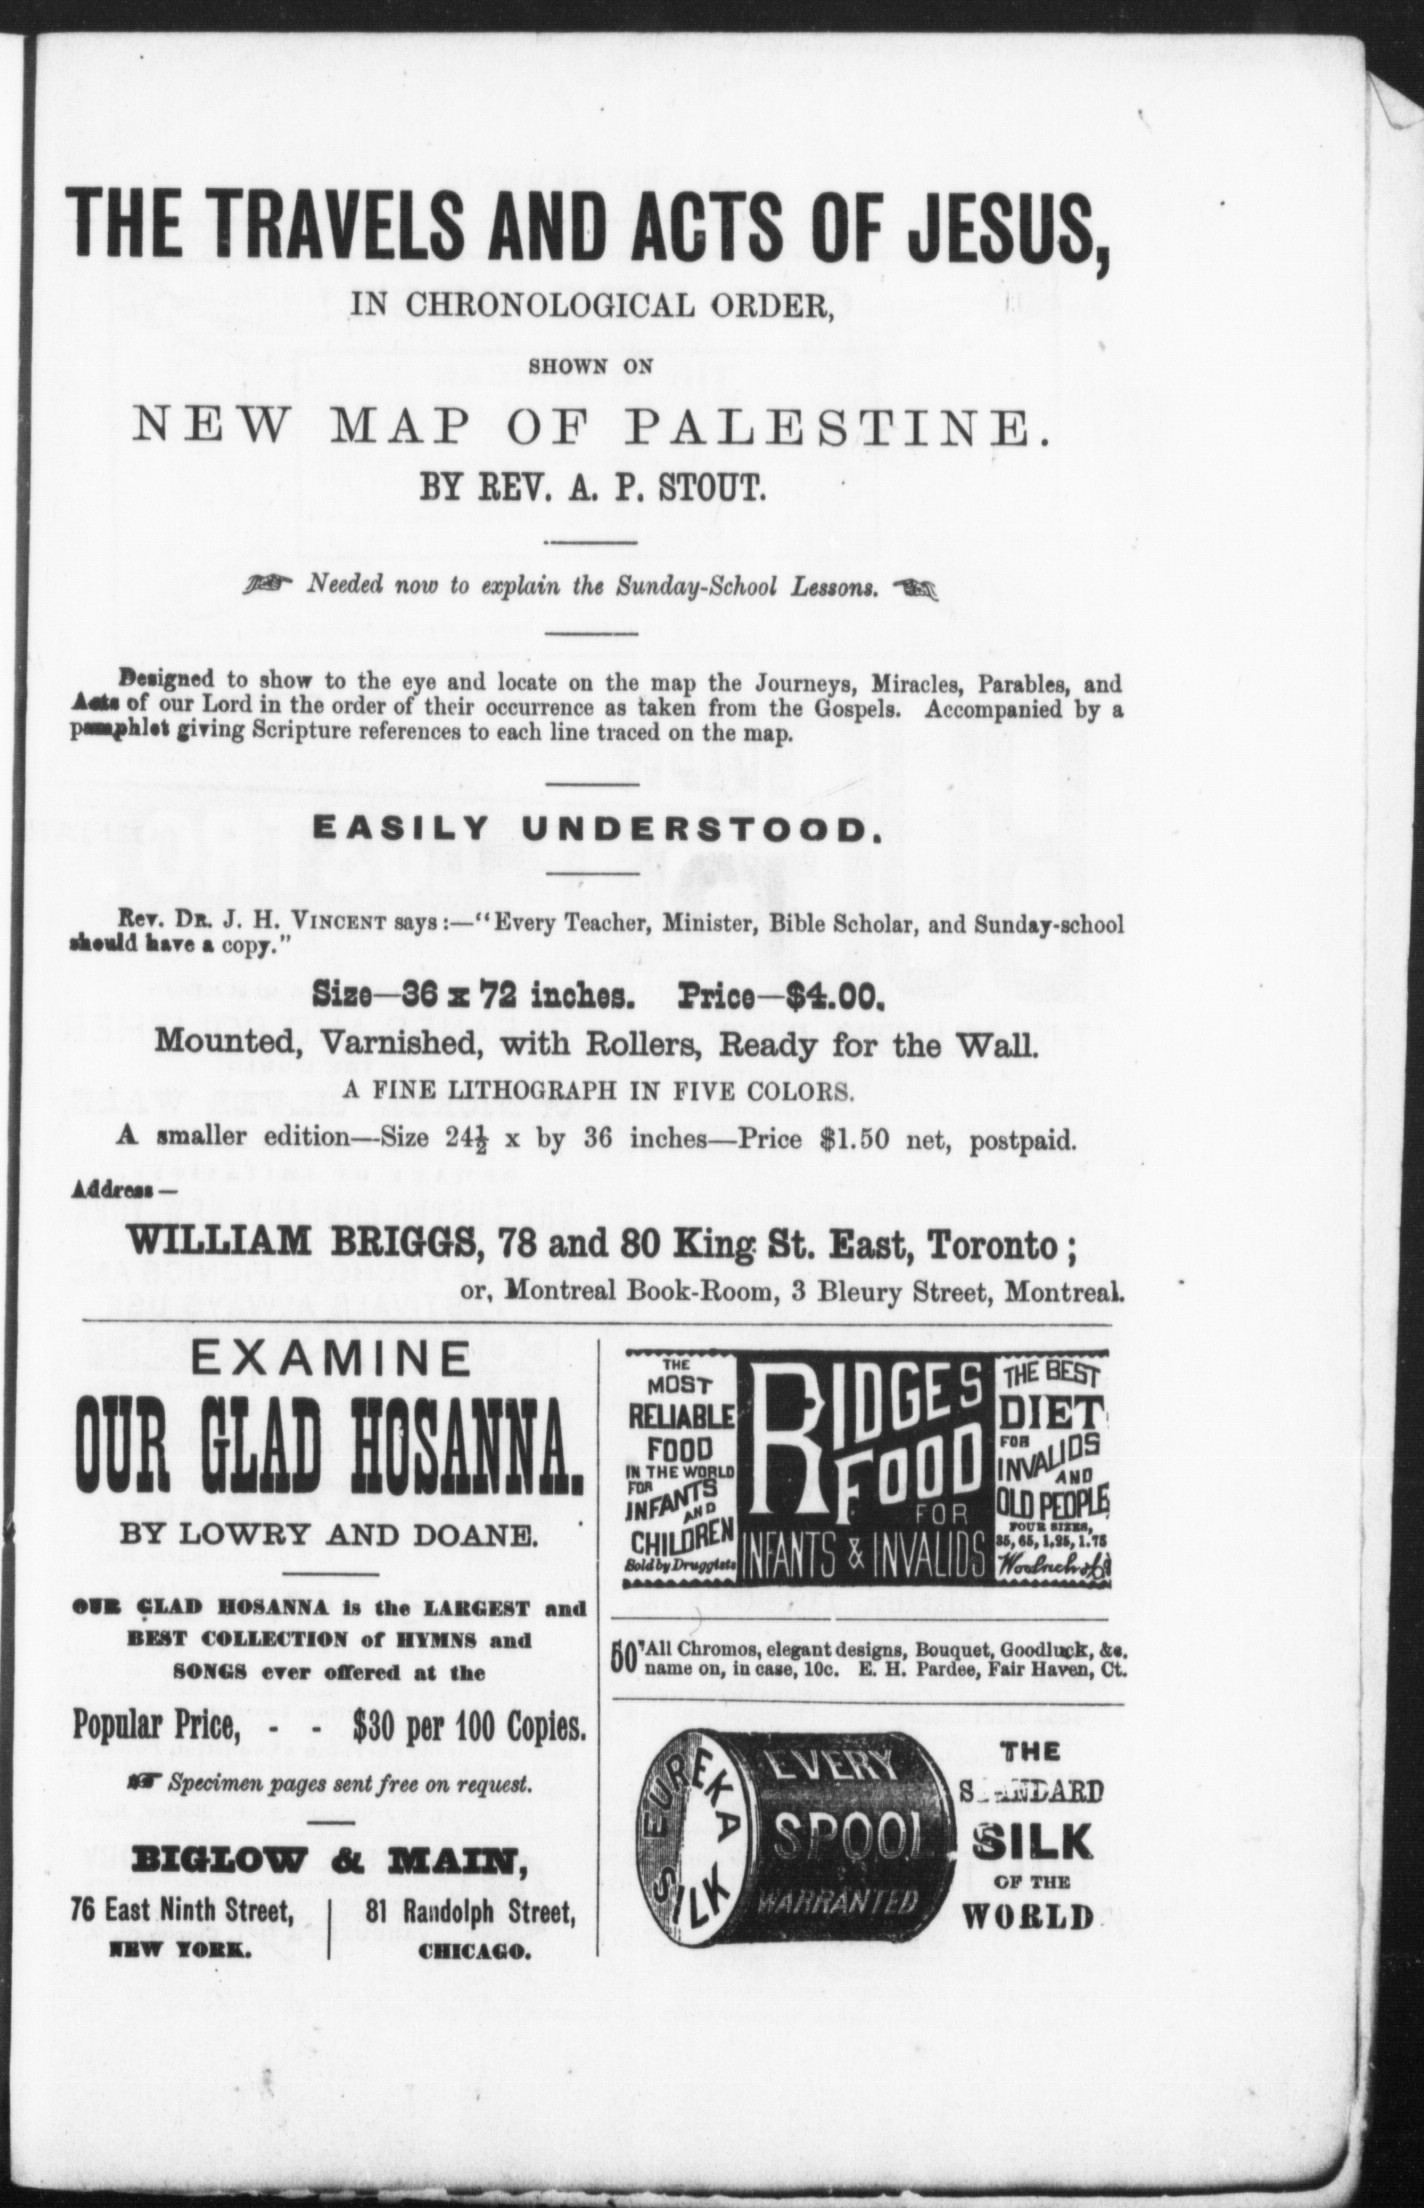 THE TRAVELS AND ACTS OF JESUS,
IN CHRONOLOGICAL ORDER,
SHOWN ON
NEW MAP OF PALESTINE.
BY REV. A. P. STOUT.
☞ Needed now to explain the Sunday-School Lessons. ☜
Designed to show to the eye and locate on the map the Journeys, Miracles, Parables, and
Acts of our Lord in the order of their occurrence as taken from the Gospels. Accompanied by a
pamphlet giving Scripture references to each line traced on the map.
EASILY UNDERSTOOD.
Rev. Dr. J. H. Vincent says:—"Every Teacher, Minister, Bible Scholar, and Sunday-school
should have a copy."
Size—36 x 72 inches. Price—$4.00.
Mounted, Varnished, with Rollers, Ready for the Wall.
A FINE LITHOGRAPH IN FIVE COLORS.
A smaller edition—Size 24½ x by 36 inches—Price $1.50 net, postpaid.
Address—
WILLIAM BRIGGS, 78 and 80 King St. East, Toronto;
or, Montreal Book-Room, 3 Bleury Street, Montreal.
EXAMINE
OUR GLAD HOSANNA.
BY LOWRY AND DOANE.
OUR GLAD HOSANNA is the LARGEST and
BEST COLLECTION of HYMNS and
SONGS ever offered at the
Popular Price, - - $30 per 100 Copies.
☞ Specimen pages sent free on request.
BIGLOW & MAIN,
76 East Ninth Street,
NEW YORK.
81 Randolph Street,
CHICAGO.
THE
MOST
RELIABLE
FOOD
IN THE WORLD
FOR
INFANTS
AND
CHILDREN
Sold by Druggists
RIDGES
FOOD
FOR
INFANTS & INVALIDS
THE BEST
DIET
FOR
INVALIDS
AND
OLD PEOPLE
FOUR SIZES,
35, 65, 1.25, 1.75
Woolrich & Co
50 All Chromos, elegant designs, Bouquet, Goodluck, &c.
name on, in case, 10c. E. H. Pardee, Fair Haven, Ct.
EUREKA
SILK
EVERY
SPOOL
WARRANTED
THE
STANDARD
SILK
OF THE
WORLD